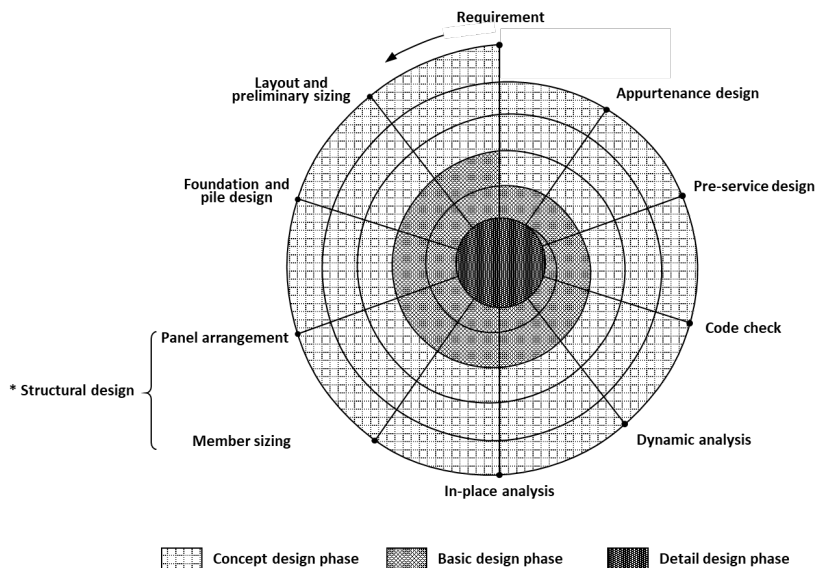 Requirement
Layout and
preliminary sizing
Appurtenance design
Foundation and
pile design
Pre-service design
Panel arrangement
Code check
* Structural design
Member sizing
Dynamic analysis
In-place analysis
Concept design phase
Basic design phase
Detail design phase